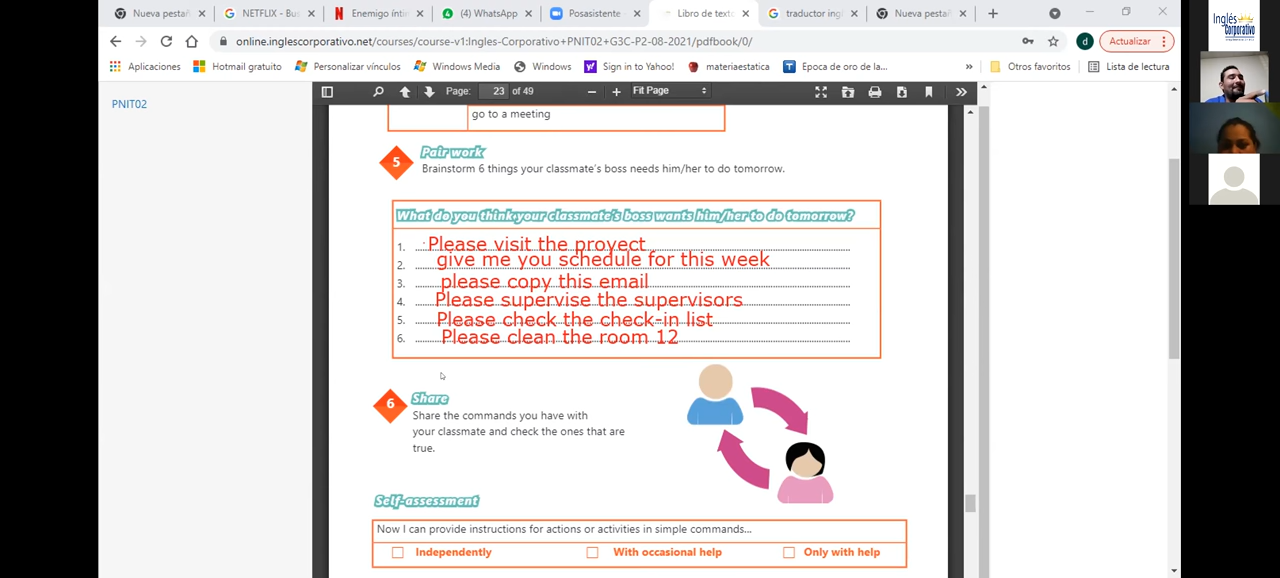 Nueva pestañ
NETFLIX - Bus
Enemigo ínti
(4) WhatsApp
Posasistente -
Libro de texto
traductor ing
Nueva pestañ
online.inglescorporativo.net/courses/course-v1:Ingles-Corporativo+PNIT02+G3C-P2-08-2021/pdfbook/0/
d
Actualizar
Aplicaciones
Hotmail gratuito
Personalizar vínculos
Windows Media
Windows
Sign in to Yahoo!
materiaestatica
Epoca de oro de la...
»
Otros favoritos
Lista de lectura
PNIT02
Page: 23 of 49
Fit Page
go to a meeting
5
Pair work
Brainstorm 6 things your classmate's boss needs him/her to do tomorrow.
What do you think your classmate's boss wants him/her to do tomorrow?
1. Please visit the proyect
2. give me you schedule for this week
3. please copy this email
4. Please supervise the supervisors
5. Please check the check-in list
6. Please clean the room 12
6
Share
Share the commands you have with
your classmate and check the ones that are
true.
Self-assessment
Now I can provide instructions for actions or activities in simple commands...
Independently
With occasional help
Only with help
Inglés
Corporativo